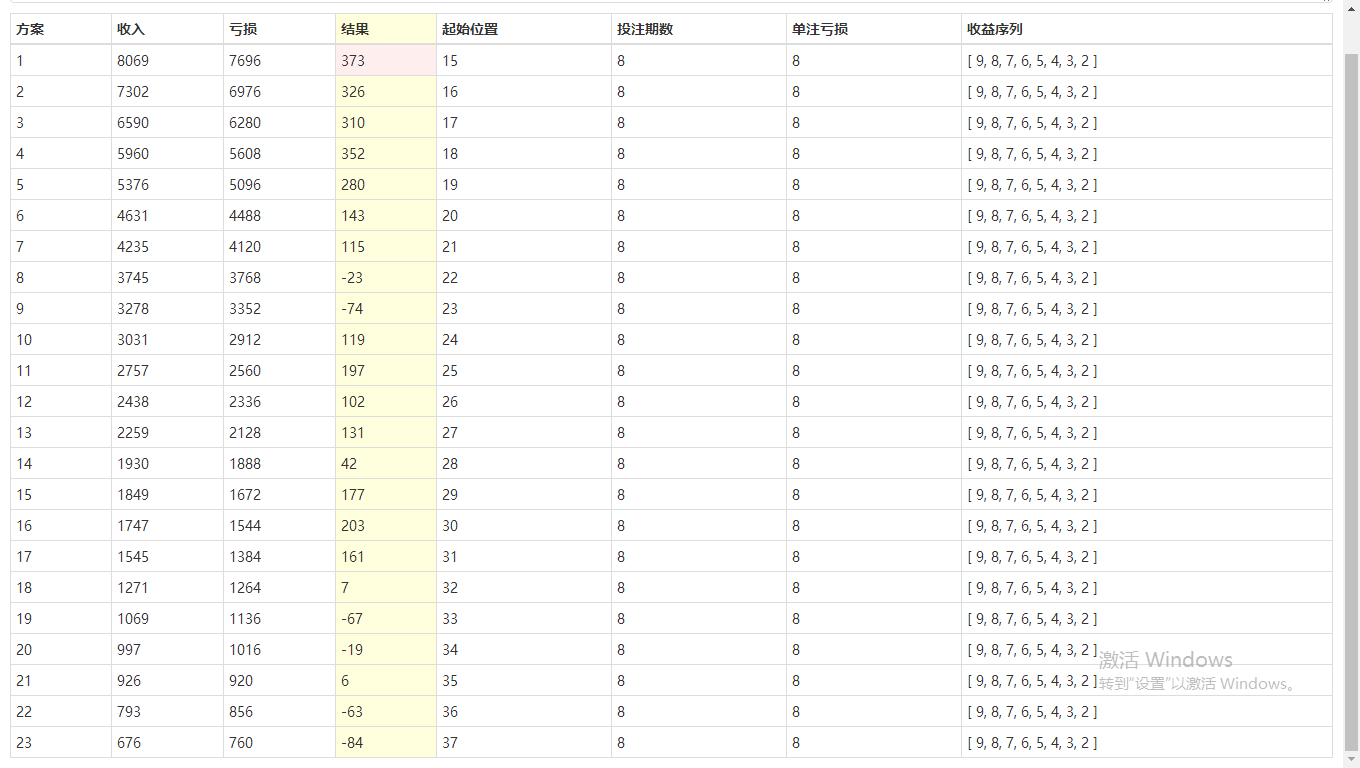 方案 收入 亏损 结果 起始位置 投注期数 单注亏损 收益序列
1 8069 7696 373 15 8 8 [ 9, 8, 7, 6, 5, 4, 3, 2 ]
2 7302 6976 326 16 8 8 [ 9, 8, 7, 6, 5, 4, 3, 2 ]
3 6590 6280 310 17 8 8 [ 9, 8, 7, 6, 5, 4, 3, 2 ]
4 5960 5608 352 18 8 8 [ 9, 8, 7, 6, 5, 4, 3, 2 ]
5 5376 5096 280 19 8 8 [ 9, 8, 7, 6, 5, 4, 3, 2 ]
6 4631 4488 143 20 8 8 [ 9, 8, 7, 6, 5, 4, 3, 2 ]
7 4235 4120 115 21 8 8 [ 9, 8, 7, 6, 5, 4, 3, 2 ]
8 3745 3768 -23 22 8 8 [ 9, 8, 7, 6, 5, 4, 3, 2 ]
9 3278 3352 -74 23 8 8 [ 9, 8, 7, 6, 5, 4, 3, 2 ]
10 3031 2912 119 24 8 8 [ 9, 8, 7, 6, 5, 4, 3, 2 ]
11 2757 2560 197 25 8 8 [ 9, 8, 7, 6, 5, 4, 3, 2 ]
12 2438 2336 102 26 8 8 [ 9, 8, 7, 6, 5, 4, 3, 2 ]
13 2259 2128 131 27 8 8 [ 9, 8, 7, 6, 5, 4, 3, 2 ]
14 1930 1888 42 28 8 8 [ 9, 8, 7, 6, 5, 4, 3, 2 ]
15 1849 1672 177 29 8 8 [ 9, 8, 7, 6, 5, 4, 3, 2 ]
16 1747 1544 203 30 8 8 [ 9, 8, 7, 6, 5, 4, 3, 2 ]
17 1545 1384 161 31 8 8 [ 9, 8, 7, 6, 5, 4, 3, 2 ]
18 1271 1264 7 32 8 8 [ 9, 8, 7, 6, 5, 4, 3, 2 ]
19 1069 1136 -67 33 8 8 [ 9, 8, 7, 6, 5, 4, 3, 2 ]
20 997 1016 -19 34 8 8 [ 9, 8, 7, 6, 5, 4, 3, 2 ]
激活 Windows
21 926 920 6 35 8 8 [ 9, 8, 7, 6, 5, 4, 3, 2 ]
转到“设置”以激活 Windows。
22 793 856 -63 36 8 8 [ 9, 8, 7, 6, 5, 4, 3, 2 ]
23 676 760 -84 37 8 8 [ 9, 8, 7, 6, 5, 4, 3, 2 ]